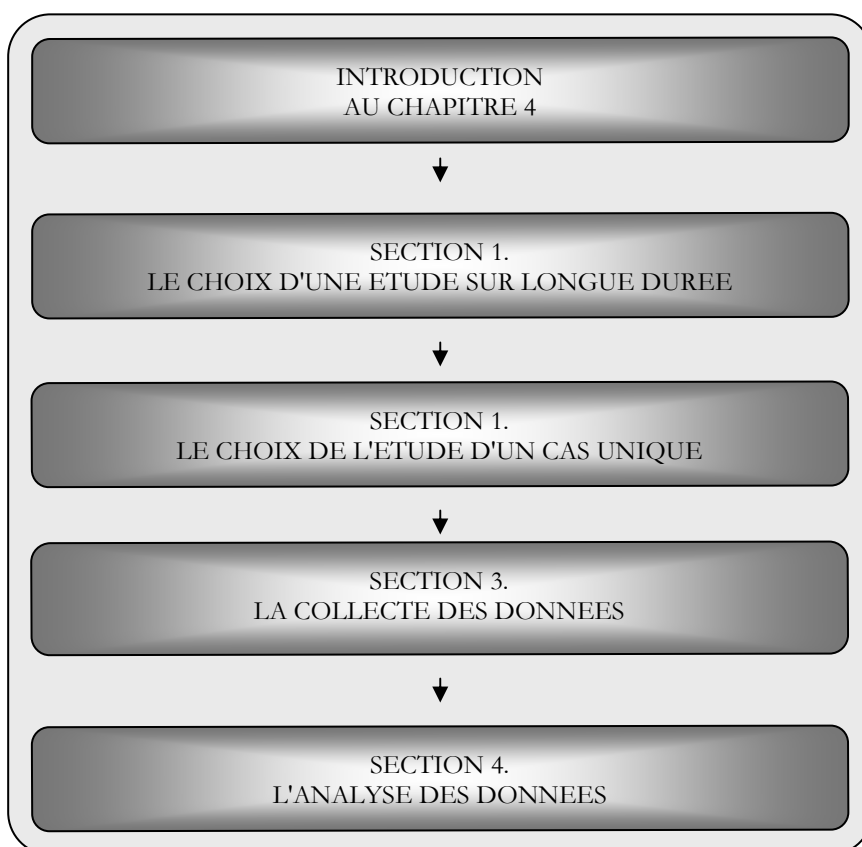 INTRODUCTION
AU CHAPITRE 4
SECTION 1.
LE CHOIX D'UNE ETUDE SUR LONGUE DUREE
SECTION 1.
LE CHOIX DE L'ETUDE D'UN CAS UNIQUE
SECTION 3.
LA COLLECTE DES DONNEES
SECTION 4.
L'ANALYSE DES DONNEES